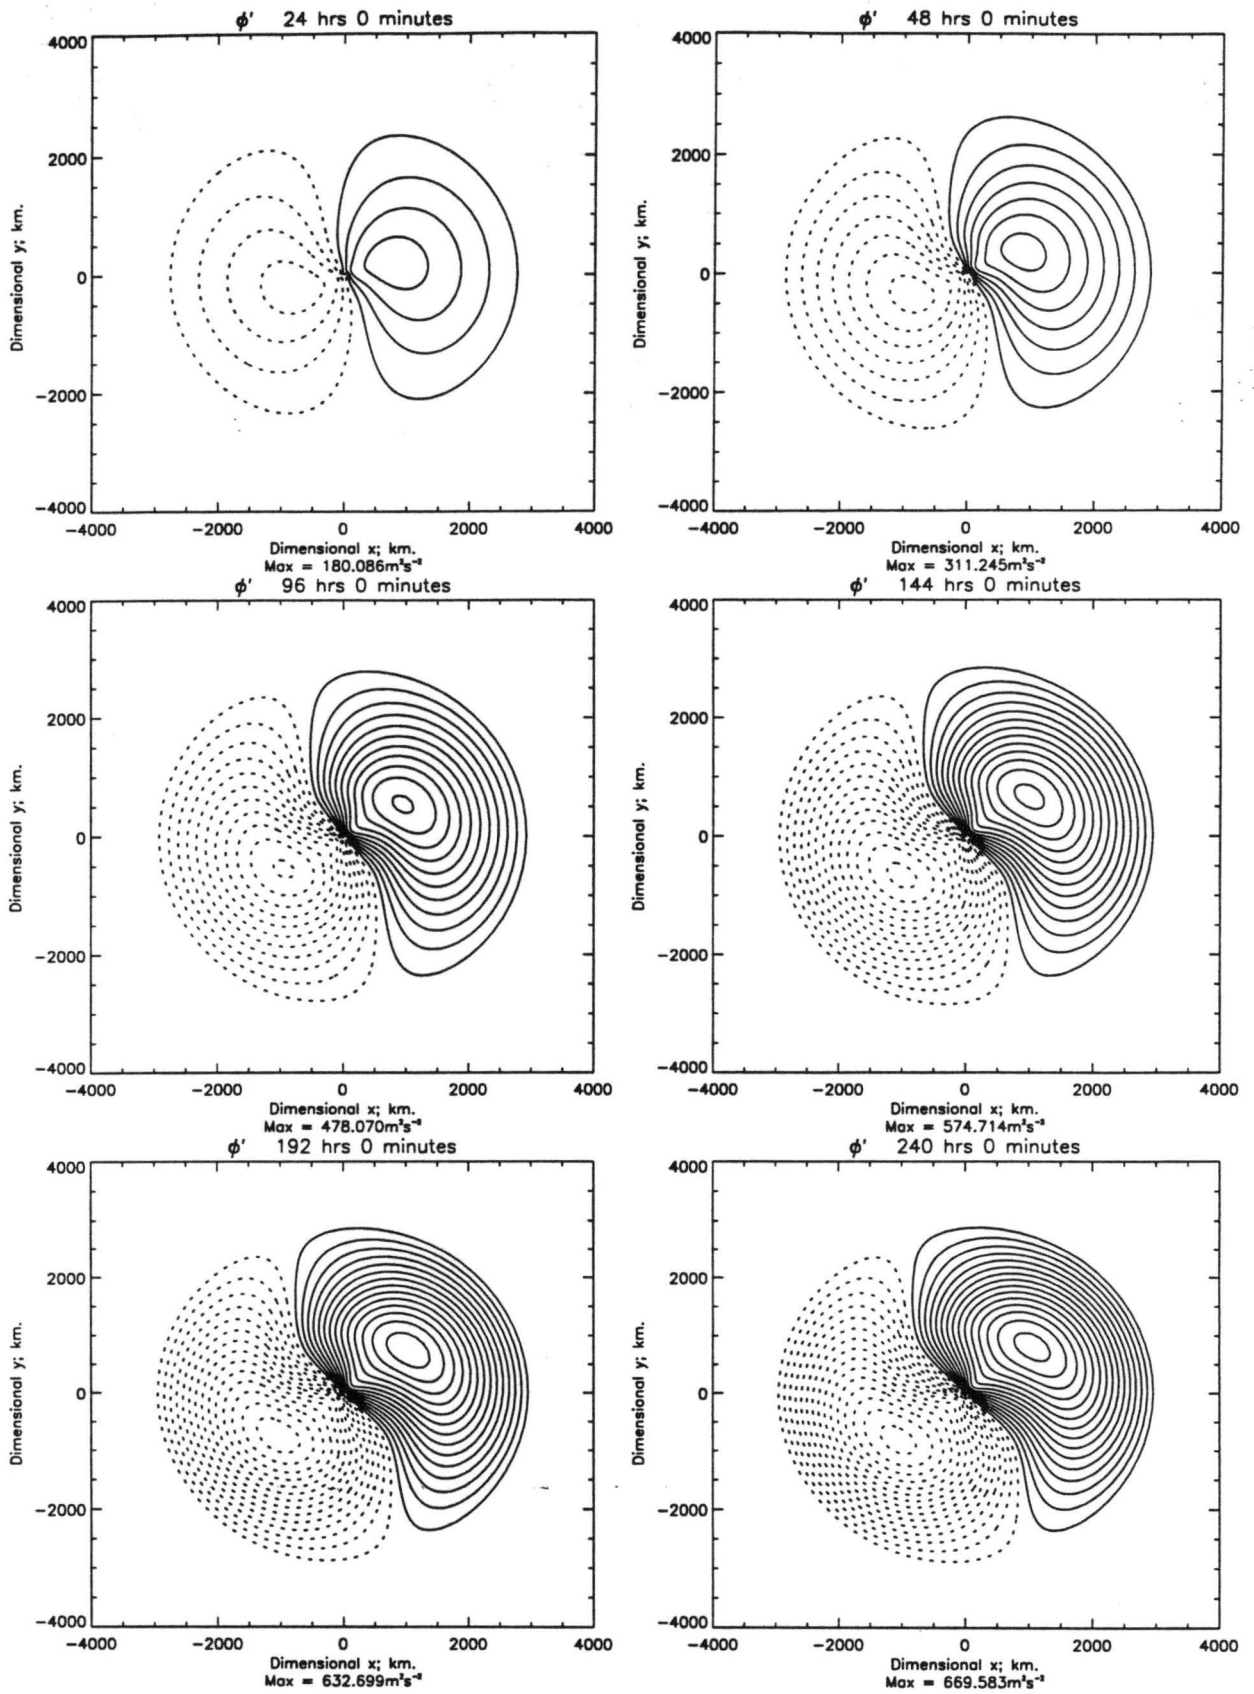 ϕ' 24 hrs 0 minutes
4000
2000
0
−2000
−4000
Dimensional y; km.
−4000 −2000 0 2000 4000
Dimensional x; km.
Max = 180.086m²s⁻²
ϕ' 48 hrs 0 minutes
4000
2000
0
−2000
−4000
Dimensional y; km.
−4000 −2000 0 2000 4000
Dimensional x; km.
Max = 311.245m²s⁻²
ϕ' 96 hrs 0 minutes
4000
2000
0
−2000
−4000
Dimensional y; km.
−4000 −2000 0 2000 4000
Dimensional x; km.
Max = 478.070m²s⁻²
ϕ' 144 hrs 0 minutes
4000
2000
0
−2000
−4000
Dimensional y; km.
−4000 −2000 0 2000 4000
Dimensional x; km.
Max = 574.714m²s⁻²
ϕ' 192 hrs 0 minutes
4000
2000
0
−2000
−4000
Dimensional y; km.
−4000 −2000 0 2000 4000
Dimensional x; km.
Max = 632.699m²s⁻²
ϕ' 240 hrs 0 minutes
4000
2000
0
−2000
−4000
Dimensional y; km.
−4000 −2000 0 2000 4000
Dimensional x; km.
Max = 669.583m²s⁻²